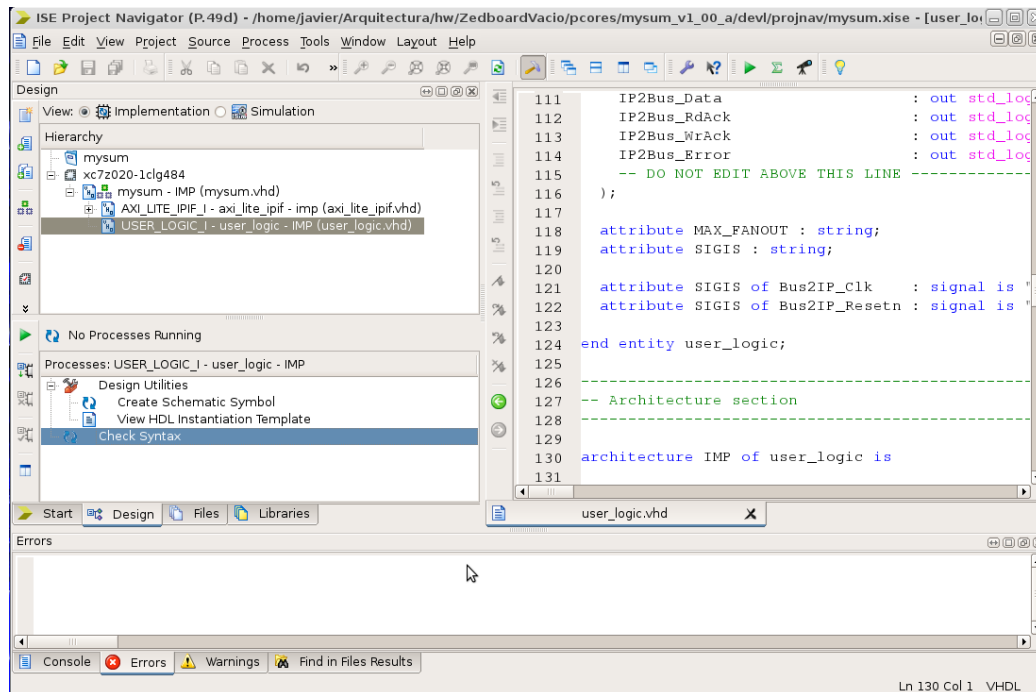 ISE Project Navigator (P.49d) - /home/javier/Arquitectura/hw/ZedboardVacio/pcores/mysum_v1_00_a/devl/projnav/mysum.xise - [user_lo
File Edit View Project Source Process Tools Window Layout Help
»
Design
View: Implementation Simulation
Hierarchy
mysum
xc7z020-1clg484
mysum - IMP (mysum.vhd)
AXI_LITE_IPIF_I - axi_lite_ipif - imp (axi_lite_ipif.vhd)
USER_LOGIC_I - user_logic - IMP (user_logic.vhd)
No Processes Running
Processes: USER_LOGIC_I - user_logic - IMP
Design Utilities
Create Schematic Symbol
View HDL Instantiation Template
Check Syntax
Start Design Files Libraries
111 IP2Bus_Data : out std_log
112 IP2Bus_RdAck : out std_log
113 IP2Bus_WrAck : out std_log
114 IP2Bus_Error : out std_log
115 -- DO NOT EDIT ABOVE THIS LINE ------------
116 );
117
118 attribute MAX_FANOUT : string;
119 attribute SIGIS : string;
120
121 attribute SIGIS of Bus2IP_Clk : signal is "
122 attribute SIGIS of Bus2IP_Resetn : signal is "
123
124 end entity user_logic;
125
126 ----------------------------------------------
127 -- Architecture section
128 ----------------------------------------------
129
130 architecture IMP of user_logic is
131
user_logic.vhd
Errors
Console Errors Warnings Find in Files Results
Ln 130 Col 1 VHDL